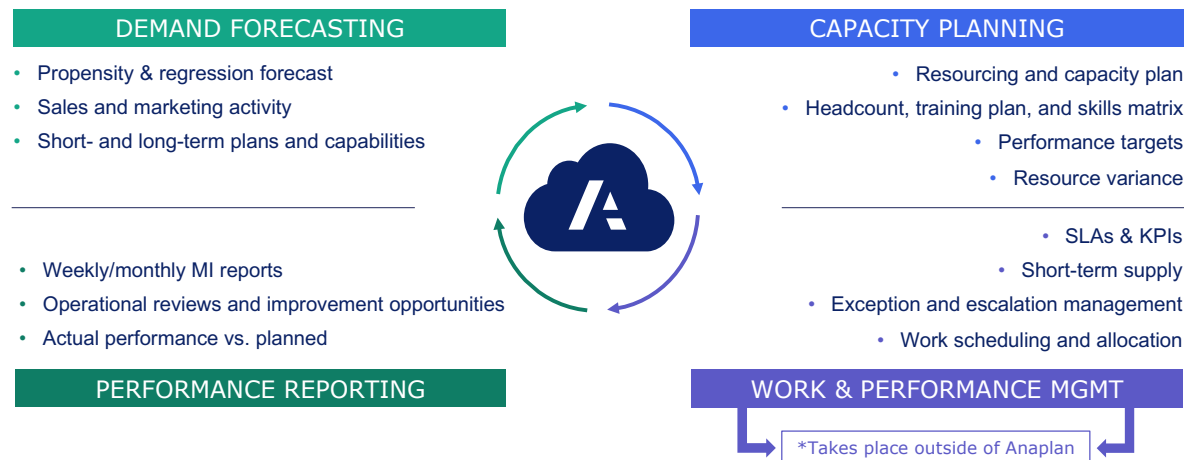 DEMAND FORECASTING
• Propensity & regression forecast
• Sales and marketing activity
• Short- and long-term plans and capabilities
CAPACITY PLANNING
• Resourcing and capacity plan
• Headcount, training plan, and skills matrix
• Performance targets
• Resource variance
• Weekly/monthly MI reports
• Operational reviews and improvement opportunities
• Actual performance vs. planned
PERFORMANCE REPORTING
• SLAs & KPIs
• Short-term supply
• Exception and escalation management
• Work scheduling and allocation
WORK & PERFORMANCE MGMT
*Takes place outside of Anaplan